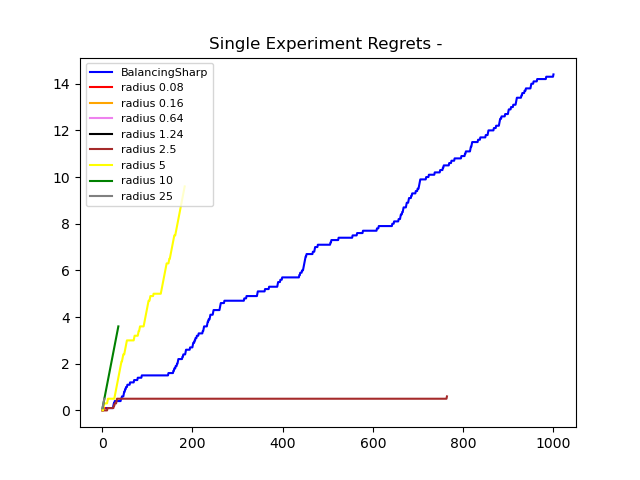 Single Experiment Regrets -
BalancingSharp
radius 0.08
radius 0.16
radius 0.64
radius 1.24
radius 2.5
radius 5
radius 10
radius 25
14
12
10
8
6
4
2
0
0 200 400 600 800 1000